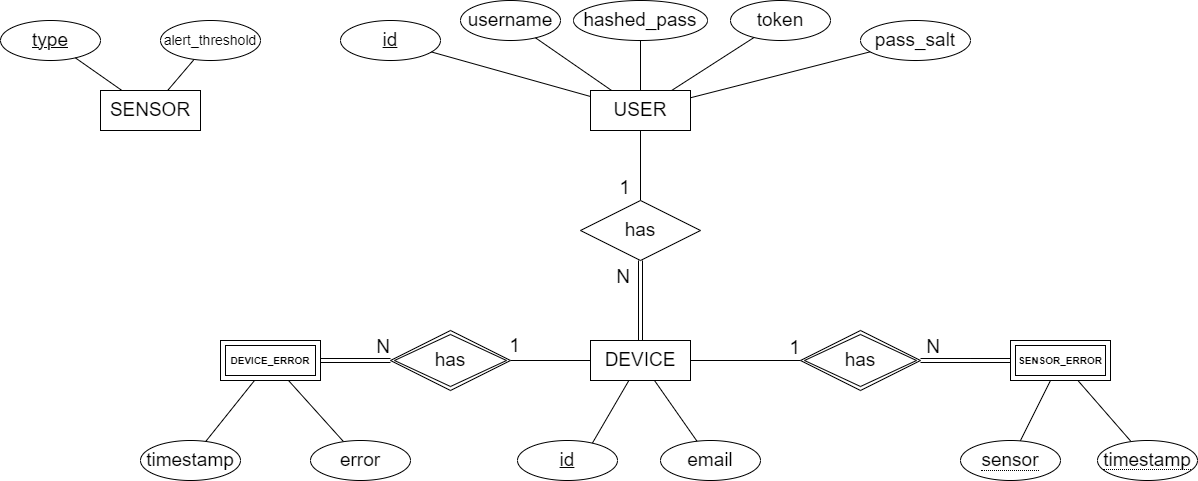 username
hashed_pass
token
type
alert_threshold
id
pass_salt
SENSOR
USER
1
has
N
N
1
1
N
DEVICE_ERROR
has
DEVICE
has
SENSOR_ERROR
timestamp
error
id
email
sensor
timestamp